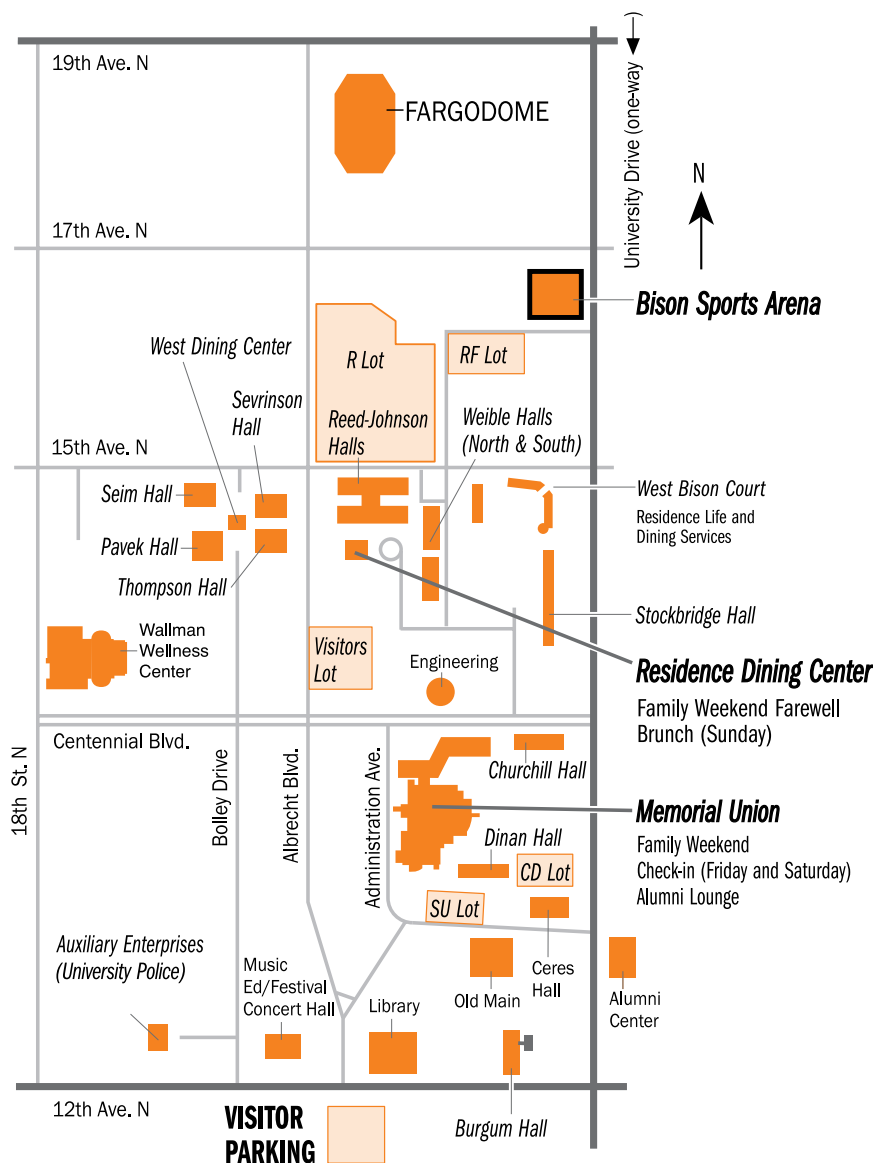 19th Ave. N
FARGODOME
University Drive (one-way)
N
17th Ave. N
Bison Sports Arena
West Dining Center
R Lot
RF Lot
Sevrinson
Hall
Reed-Johnson
Halls
Weible Halls
(North & South)
15th Ave. N
Seim Hall
West Bison Court
Residence Life and
Dining Services
Pavek Hall
Thompson Hall
Stockbridge Hall
Wallman
Wellness
Center
Visitors
Lot
Engineering
Residence Dining Center
Family Weekend Farewell
Brunch (Sunday)
Centennial Blvd.
18th St. N
Bolley Drive
Albrecht Blvd.
Administration Ave.
Churchill Hall
Memorial Union
Family Weekend
Check-in (Friday and Saturday)
Alumni Lounge
Dinan Hall
CD Lot
SU Lot
Auxiliary Enterprises
(University Police)
Music
Ed/Festival
Concert Hall
Library
Old Main
Ceres
Hall
Alumni
Center
12th Ave. N
VISITOR
PARKING
Burgum Hall